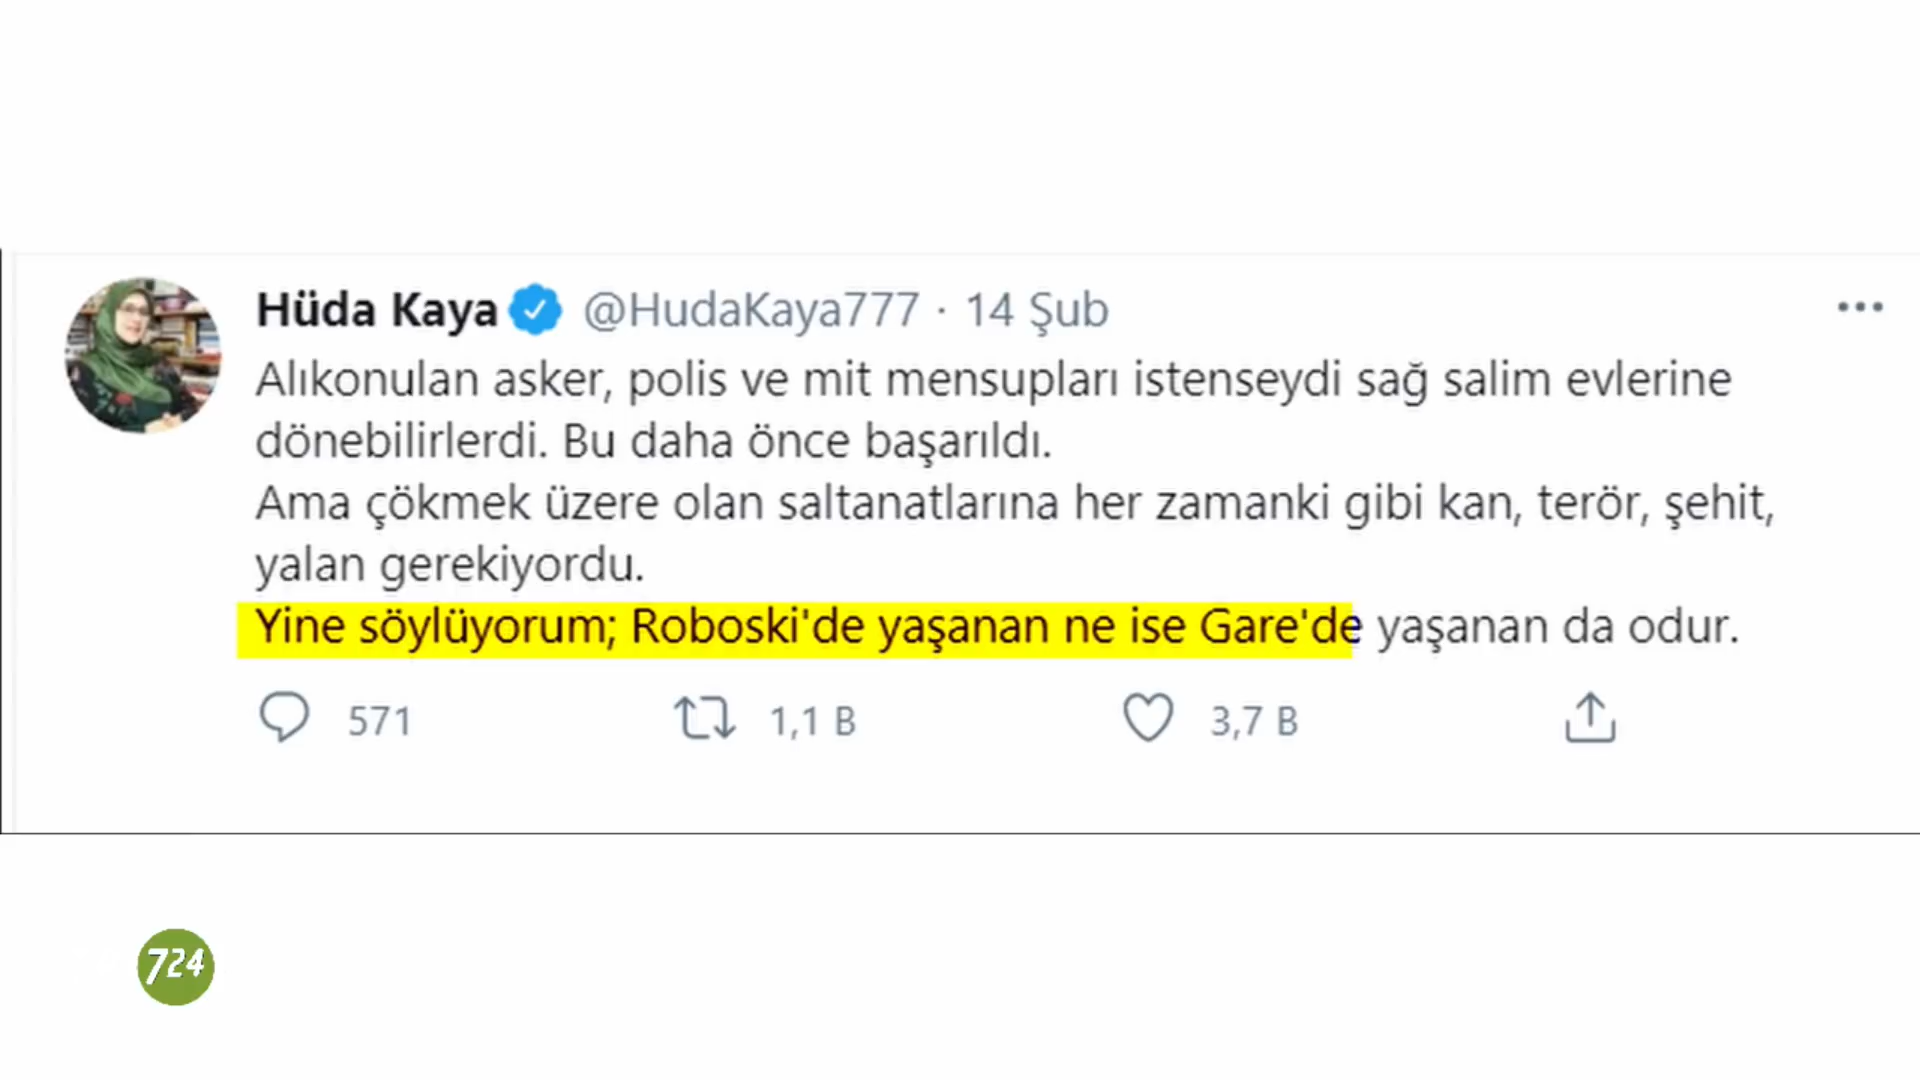 Hüda Kaya @HudaKaya777 · 14 Şub
Alıkonulan asker, polis ve mit mensupları istenseydi sağ salim evlerine
dönebilirlerdi. Bu daha önce başarıldı.
Ama çökmek üzere olan saltanatlarına her zamanki gibi kan, terör, şehit,
yalan gerekiyordu.
Yine söylüyorum; Roboski'de yaşanan ne ise Gare'de yaşanan da odur.
571 1,1 B 3,7 B
724